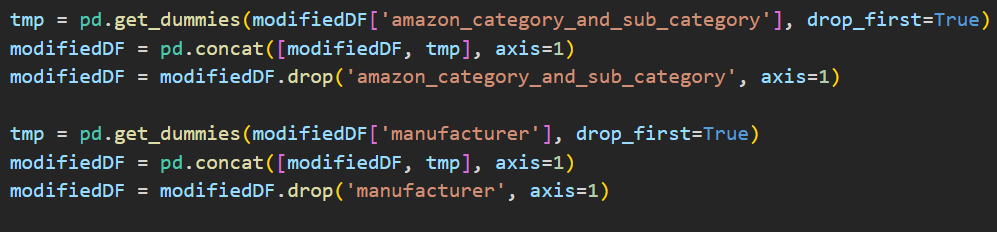 tmp = pd.get_dummies(modifiedDF['amazon_category_and_sub_category'], drop_first=True)
modifiedDF = pd.concat([modifiedDF, tmp], axis=1)
modifiedDF = modifiedDF.drop('amazon_category_and_sub_category', axis=1)
tmp = pd.get_dummies(modifiedDF['manufacturer'], drop_first=True)
modifiedDF = pd.concat([modifiedDF, tmp], axis=1)
modifiedDF = modifiedDF.drop('manufacturer', axis=1)